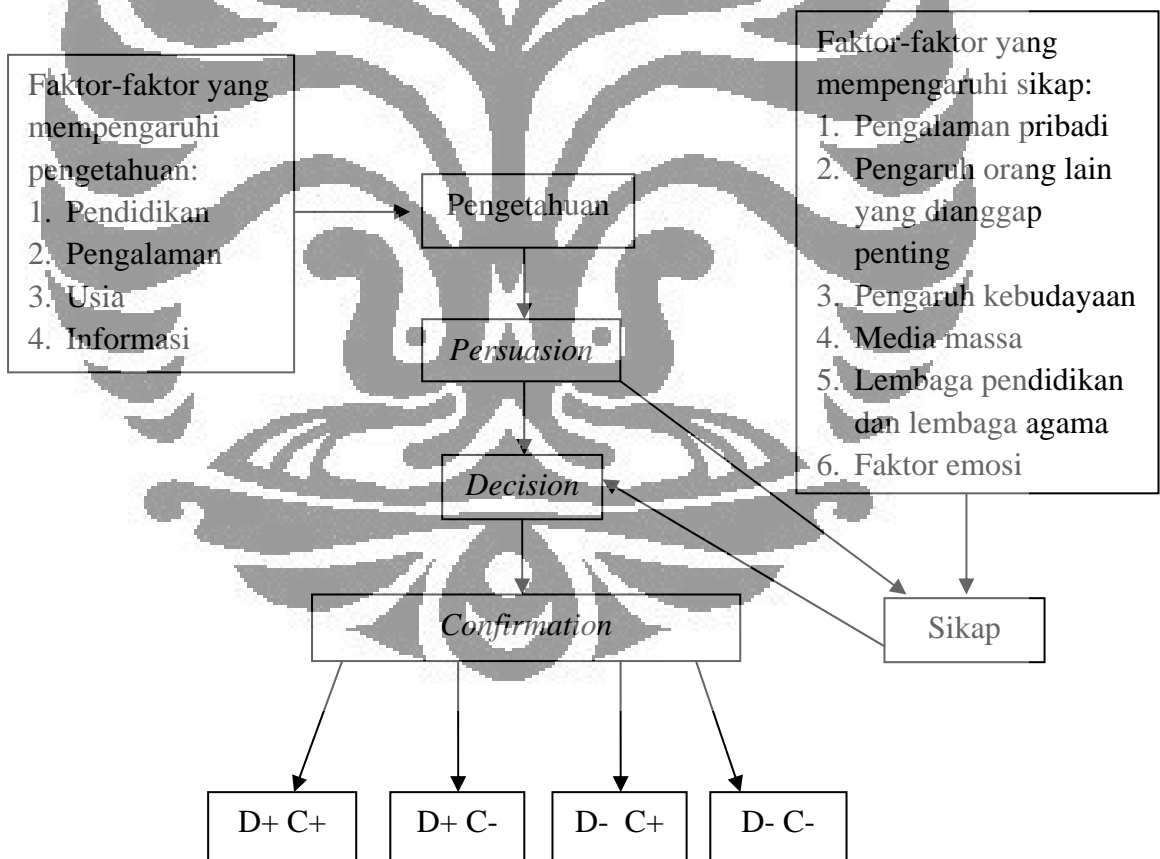 Faktor-faktor yang
mempengaruhi
pengetahuan:
1. Pendidikan
2. Pengalaman
3. Usia
4. Informasi
Pengetahuan
Persuasion
Decision
Confirmation
Faktor-faktor yang
mempengaruhi sikap:
1. Pengalaman pribadi
2. Pengaruh orang lain
yang dianggap
penting
3. Pengaruh kebudayaan
4. Media massa
5. Lembaga pendidikan
dan lembaga agama
6. Faktor emosi
Sikap
D+ C+
D+ C-
D- C+
D- C-